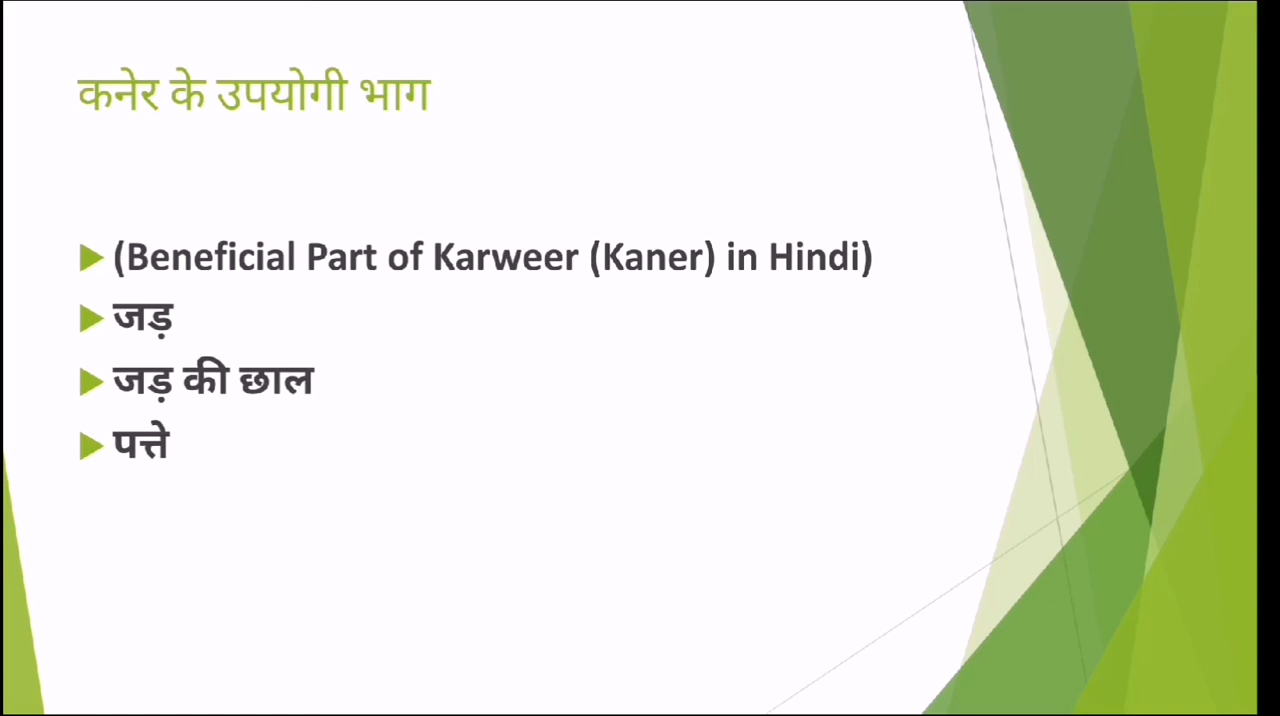 कनेर के उपयोगी भाग
(Beneficial Part of Karweer (Kaner) in Hindi)
जड़
जड़ की छाल
पत्ते